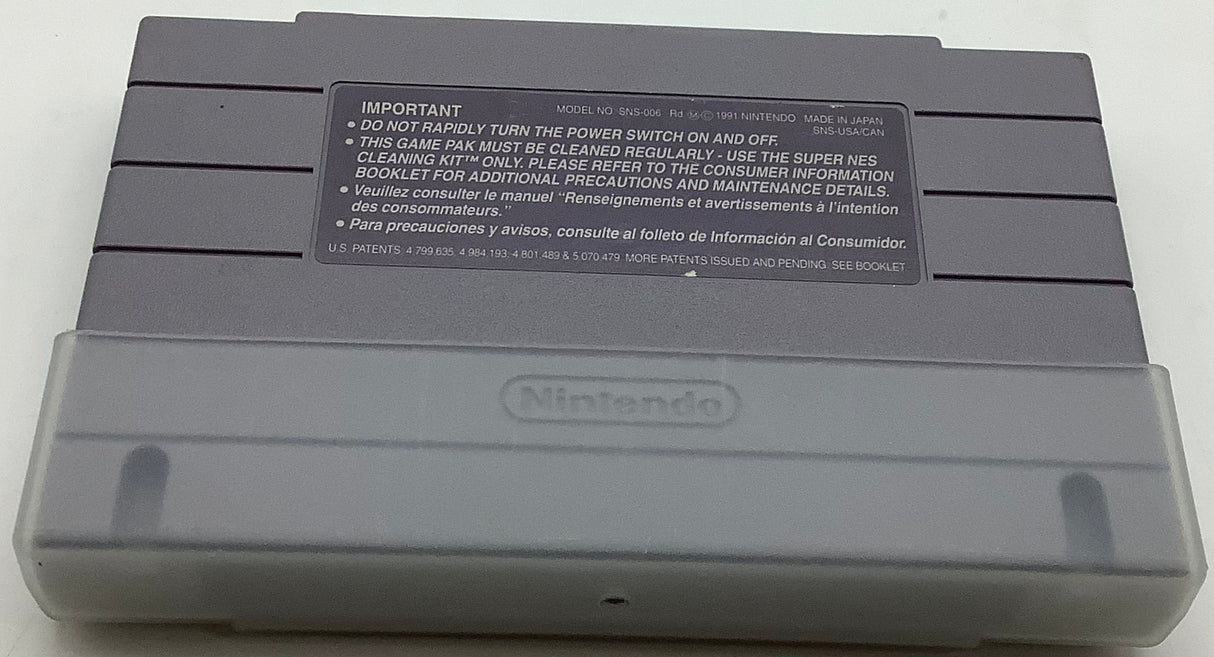 IMPORTANT
MODEL NO SNS-006 Rd Ⓜ©1991 NINTENDO MADE IN JAPAN
SNS-USA/CAN
● DO NOT RAPIDLY TURN THE POWER SWITCH ON AND OFF.
● THIS GAME PAK MUST BE CLEANED REGULARLY - USE THE SUPER NES
CLEANING KIT™ ONLY. PLEASE REFER TO THE CONSUMER INFORMATION
BOOKLET FOR ADDITIONAL PRECAUTIONS AND MAINTENANCE DETAILS.
● Veuillez consulter le manuel "Renseignements et avertissements à l'intention
des consommateurs."
● Para precauciones y avisos, consulte al folleto de Información al Consumidor.
U.S. PATENTS: 4 799 635, 4 984 193, 4 801 489 & 5 070 479 MORE PATENTS ISSUED AND PENDING. SEE BOOKLET.
Nintendo